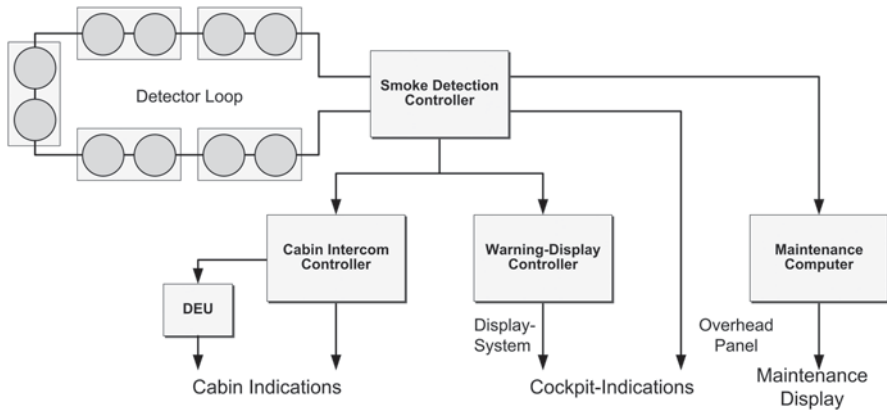 Detector Loop
Smoke Detection
Controller
Cabin Intercom
Controller
Warning-Display
Controller
Maintenance
Computer
DEU
Display-
System
Overhead
Panel
Cabin Indications
Cockpit-Indications
Maintenance
Display